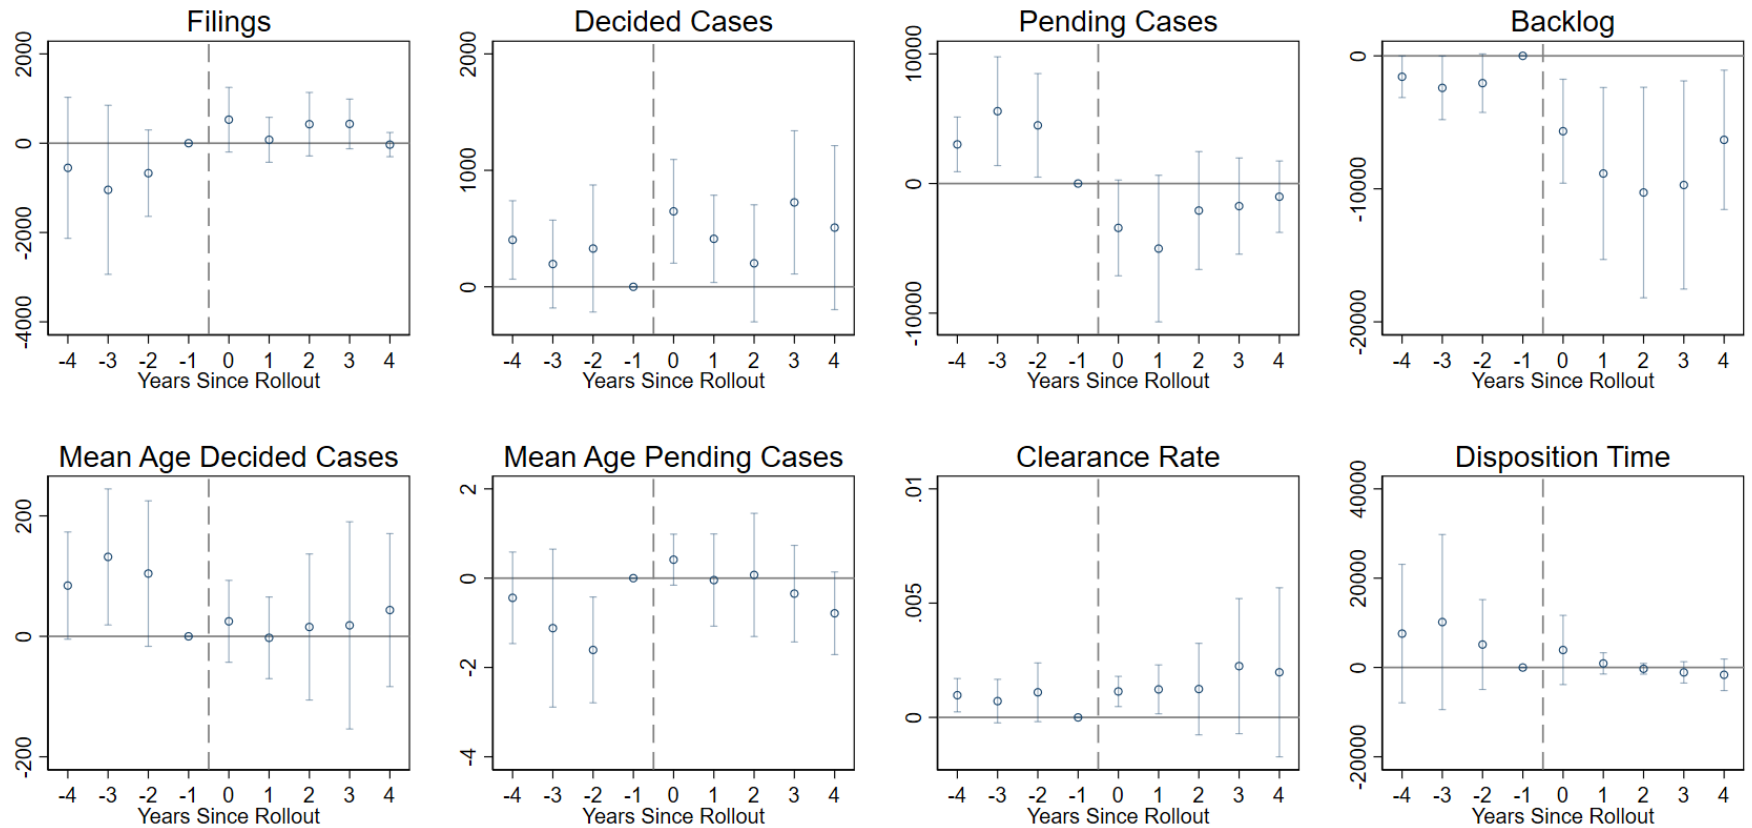 Filings
Decided Cases
Pending Cases
Backlog
2000
0
-2000
-4000
2000
1000
0
10000
0
-10000
0
-10000
-20000
-4 -3 -2 -1 0 1 2 3 4
-4 -3 -2 -1 0 1 2 3 4
-4 -3 -2 -1 0 1 2 3 4
-4 -3 -2 -1 0 1 2 3 4
Years Since Rollout
Years Since Rollout
Years Since Rollout
Years Since Rollout
Mean Age Decided Cases
Mean Age Pending Cases
Clearance Rate
Disposition Time
200
0
-200
2
0
-2
-4
.01
.005
0
40000
20000
0
-20000
-4 -3 -2 -1 0 1 2 3 4
-4 -3 -2 -1 0 1 2 3 4
-4 -3 -2 -1 0 1 2 3 4
-4 -3 -2 -1 0 1 2 3 4
Years Since Rollout
Years Since Rollout
Years Since Rollout
Years Since Rollout